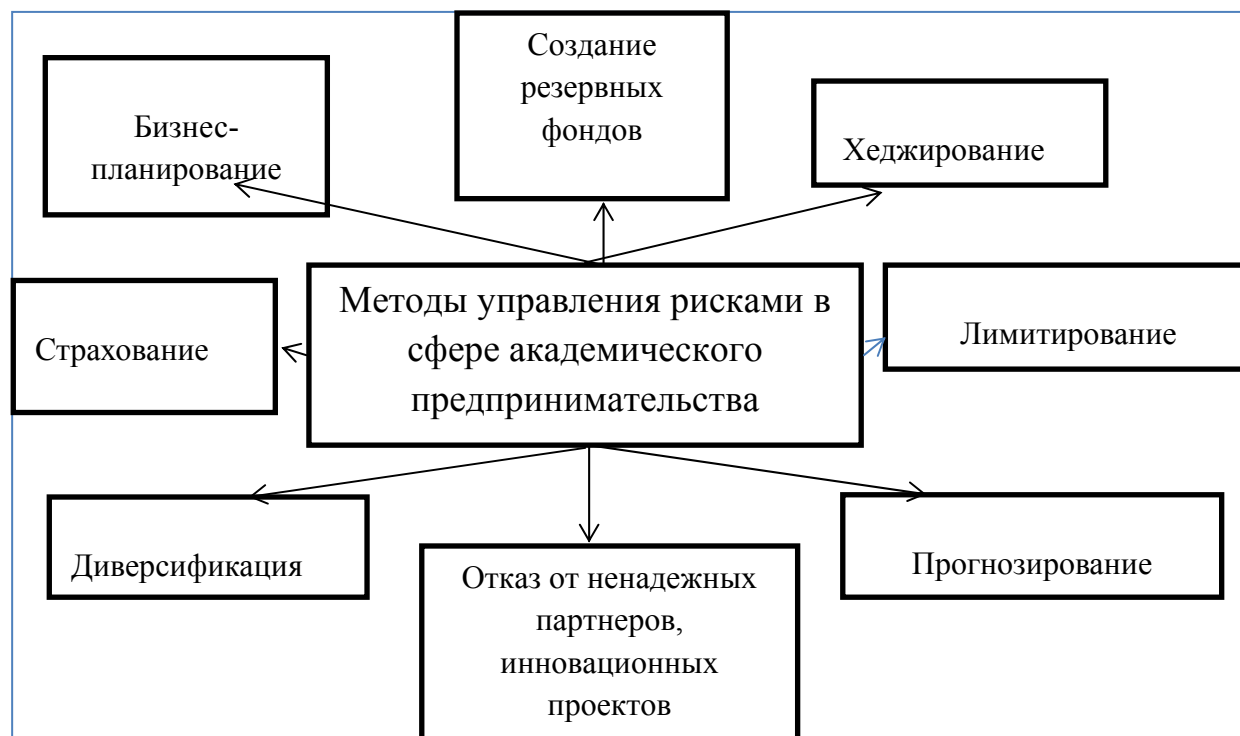 Создание
резервных
фондов
Бизнес-
планирование
Хеджирование
Методы управления рисками в
сфере академического
предпринимательства
Страхование
Лимитирование
Диверсификация
Отказ от ненадежных
партнеров,
инновационных
проектов
Прогнозирование